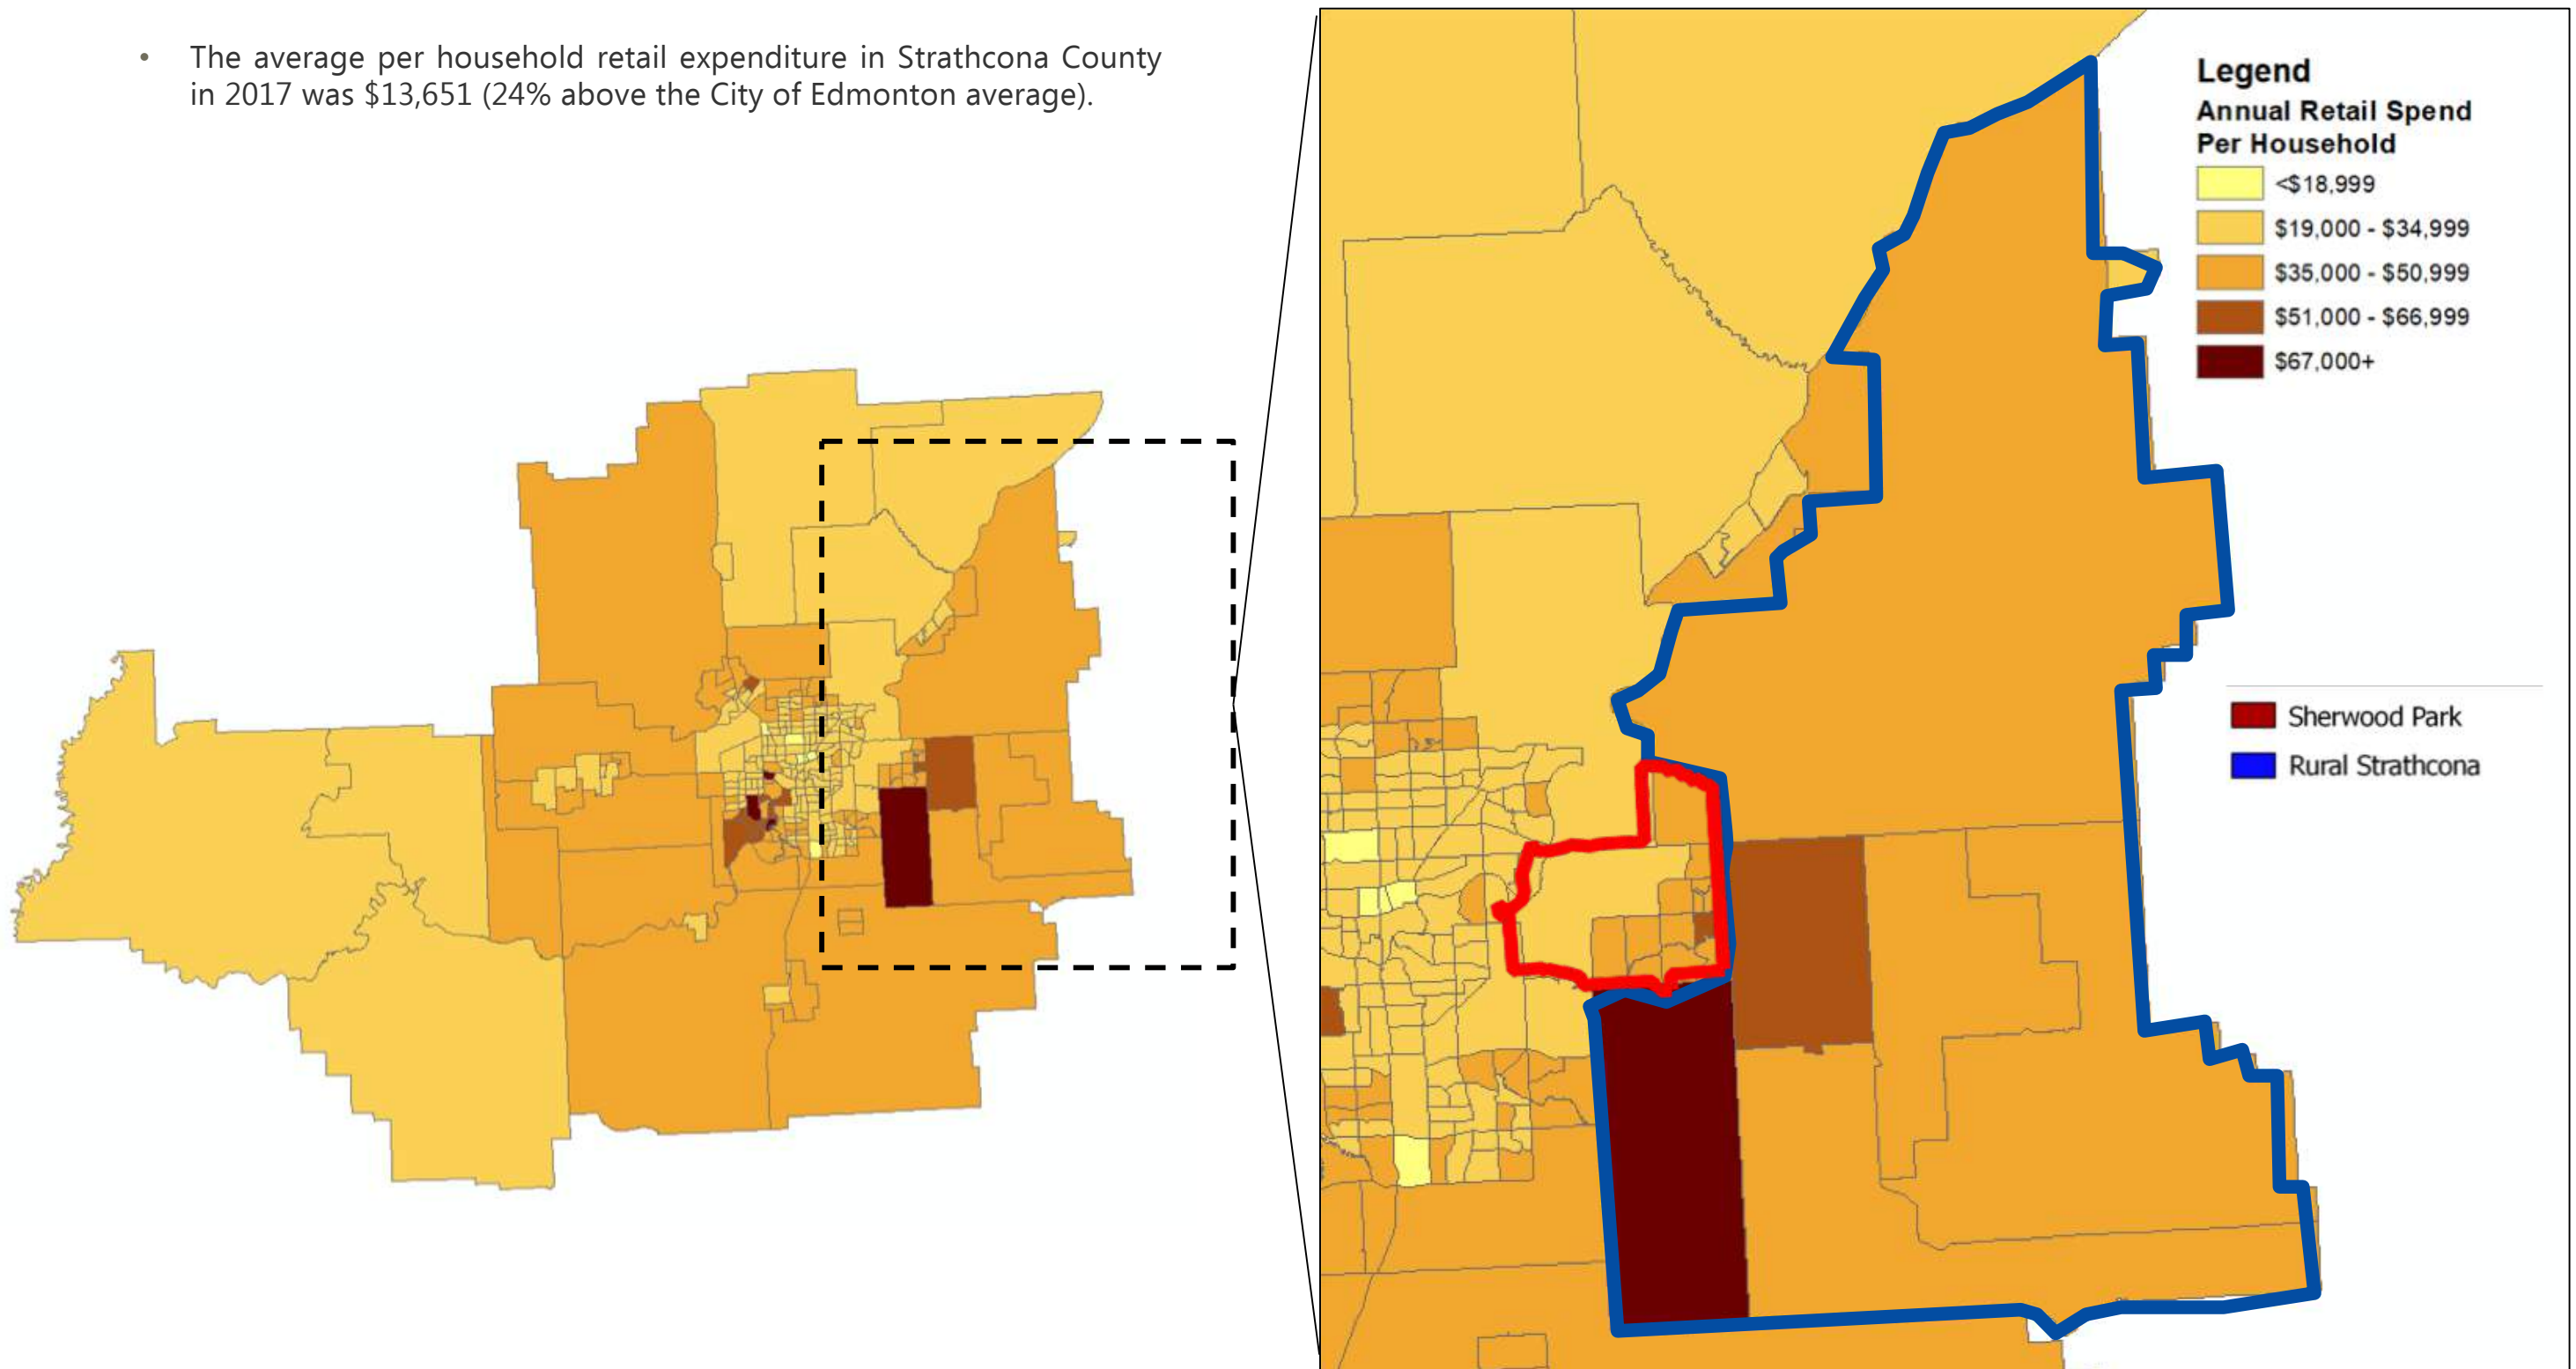 • The average per household retail expenditure in Strathcona County
in 2017 was $13,651 (24% above the City of Edmonton average).
Legend
Annual Retail Spend
Per Household
<$18,999
$19,000 - $34,999
$35,000 - $50,999
$51,000 - $66,999
$67,000+
Sherwood Park
Rural Strathcona